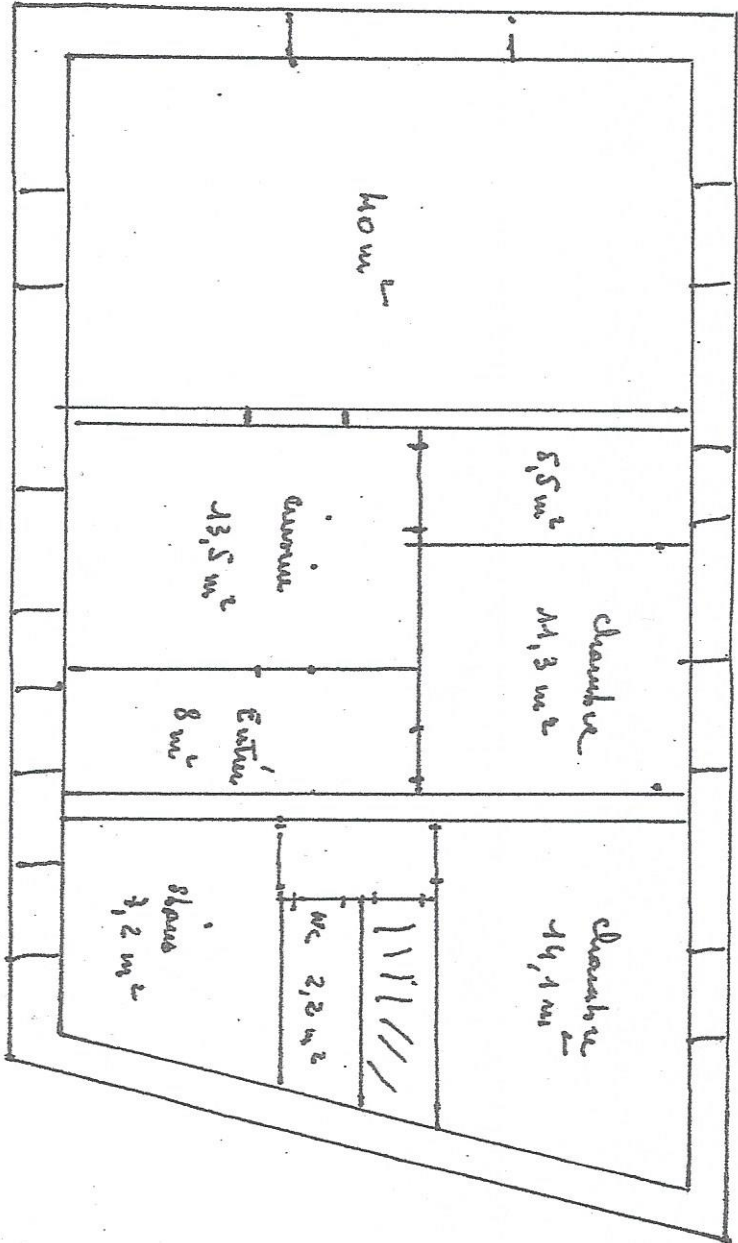 40 m²
5,5 m²
chambre
11,3 m²
cuisine
13,5 m²
Entrée
8 m²
chambre
14,1 m²
wc 2,2 m²
sbains
7,2 m²